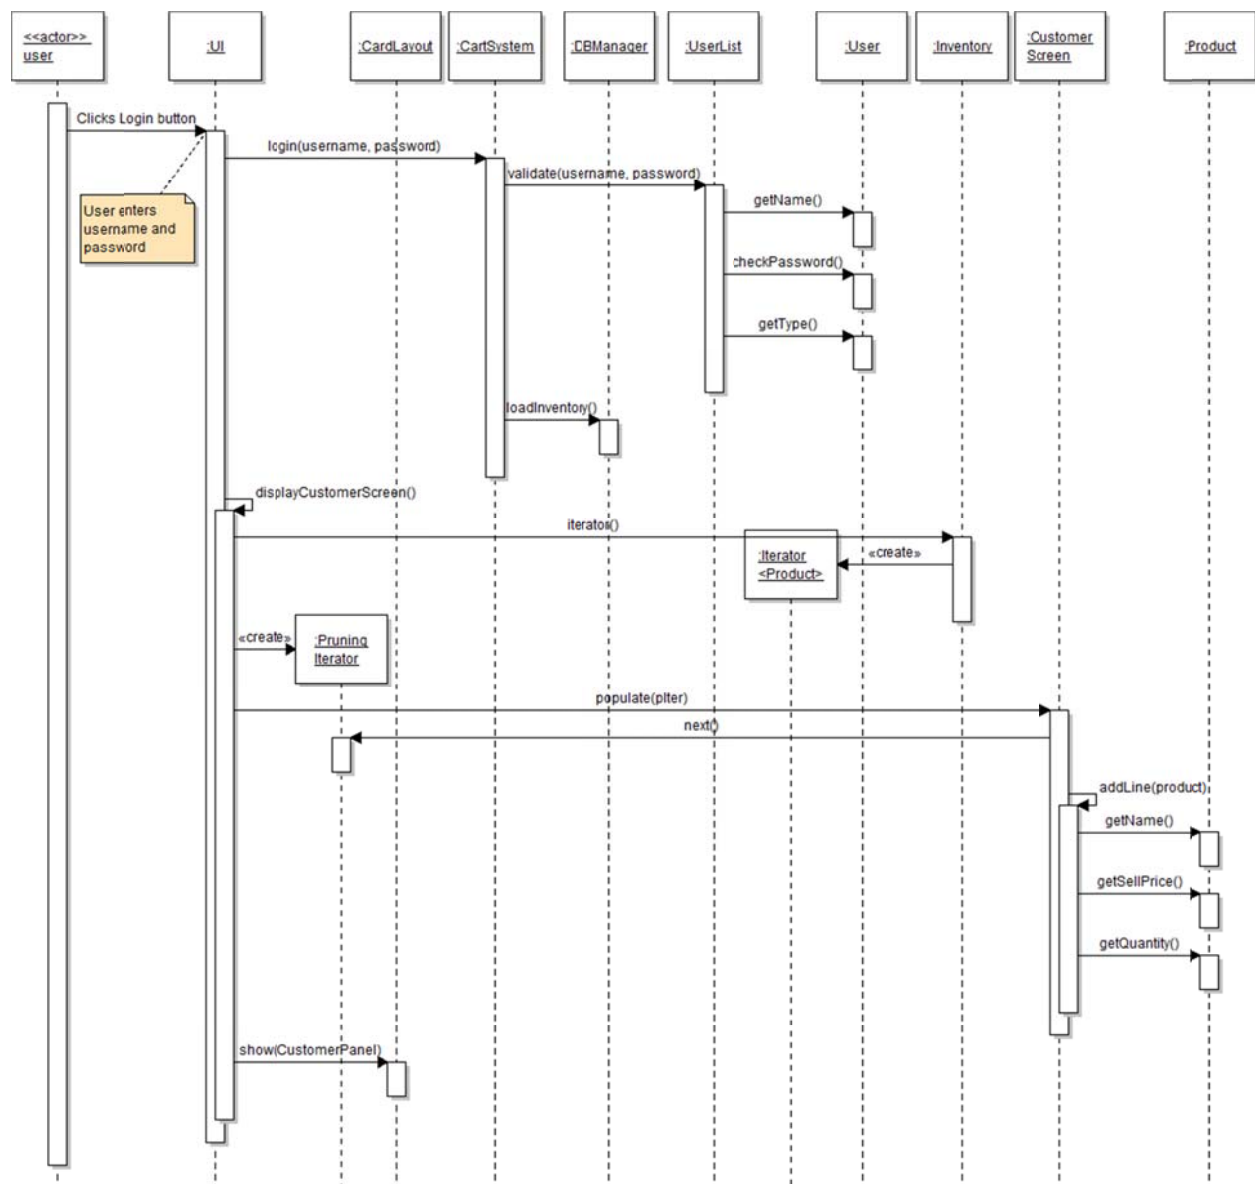 <<actor>>
user
:UI
:CardLayout
:CartSystem
:DBManager
:UserList
:User
:Inventory
:Customer
Screen
:Product
Clicks Login button
login(username, password)
validate(username, password)
User enters
username and
password
getName()
checkPassword()
getType()
loadInventory()
displayCustomerScreen()
iterator()
:Iterator
<Product>
«create»
«create»
:Pruning
Iterator
populate(pIter)
next()
addLine(product)
getName()
getSellPrice()
getQuantity()
show(CustomerPanel)